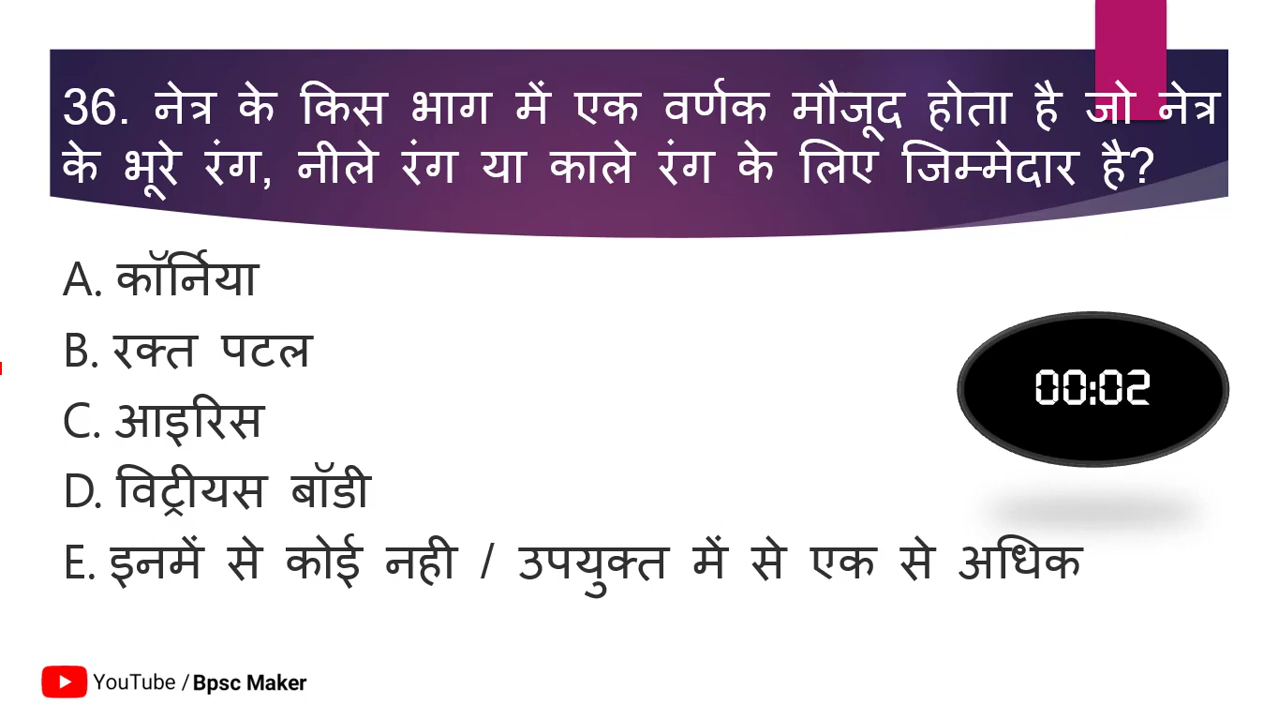 36. नेत्र के किस भाग में एक वर्णक मौजूद होता है जो नेत्र
के भूरे रंग, नीले रंग या काले रंग के लिए जिम्मेदार है?
A. कॉर्निया
B. रक्त पटल
C. आइरिस
00:02
D. विट्रीयस बॉडी
E. इनमें से कोई नही / उपयुक्त में से एक से अधिक
YouTube / Bpsc Maker